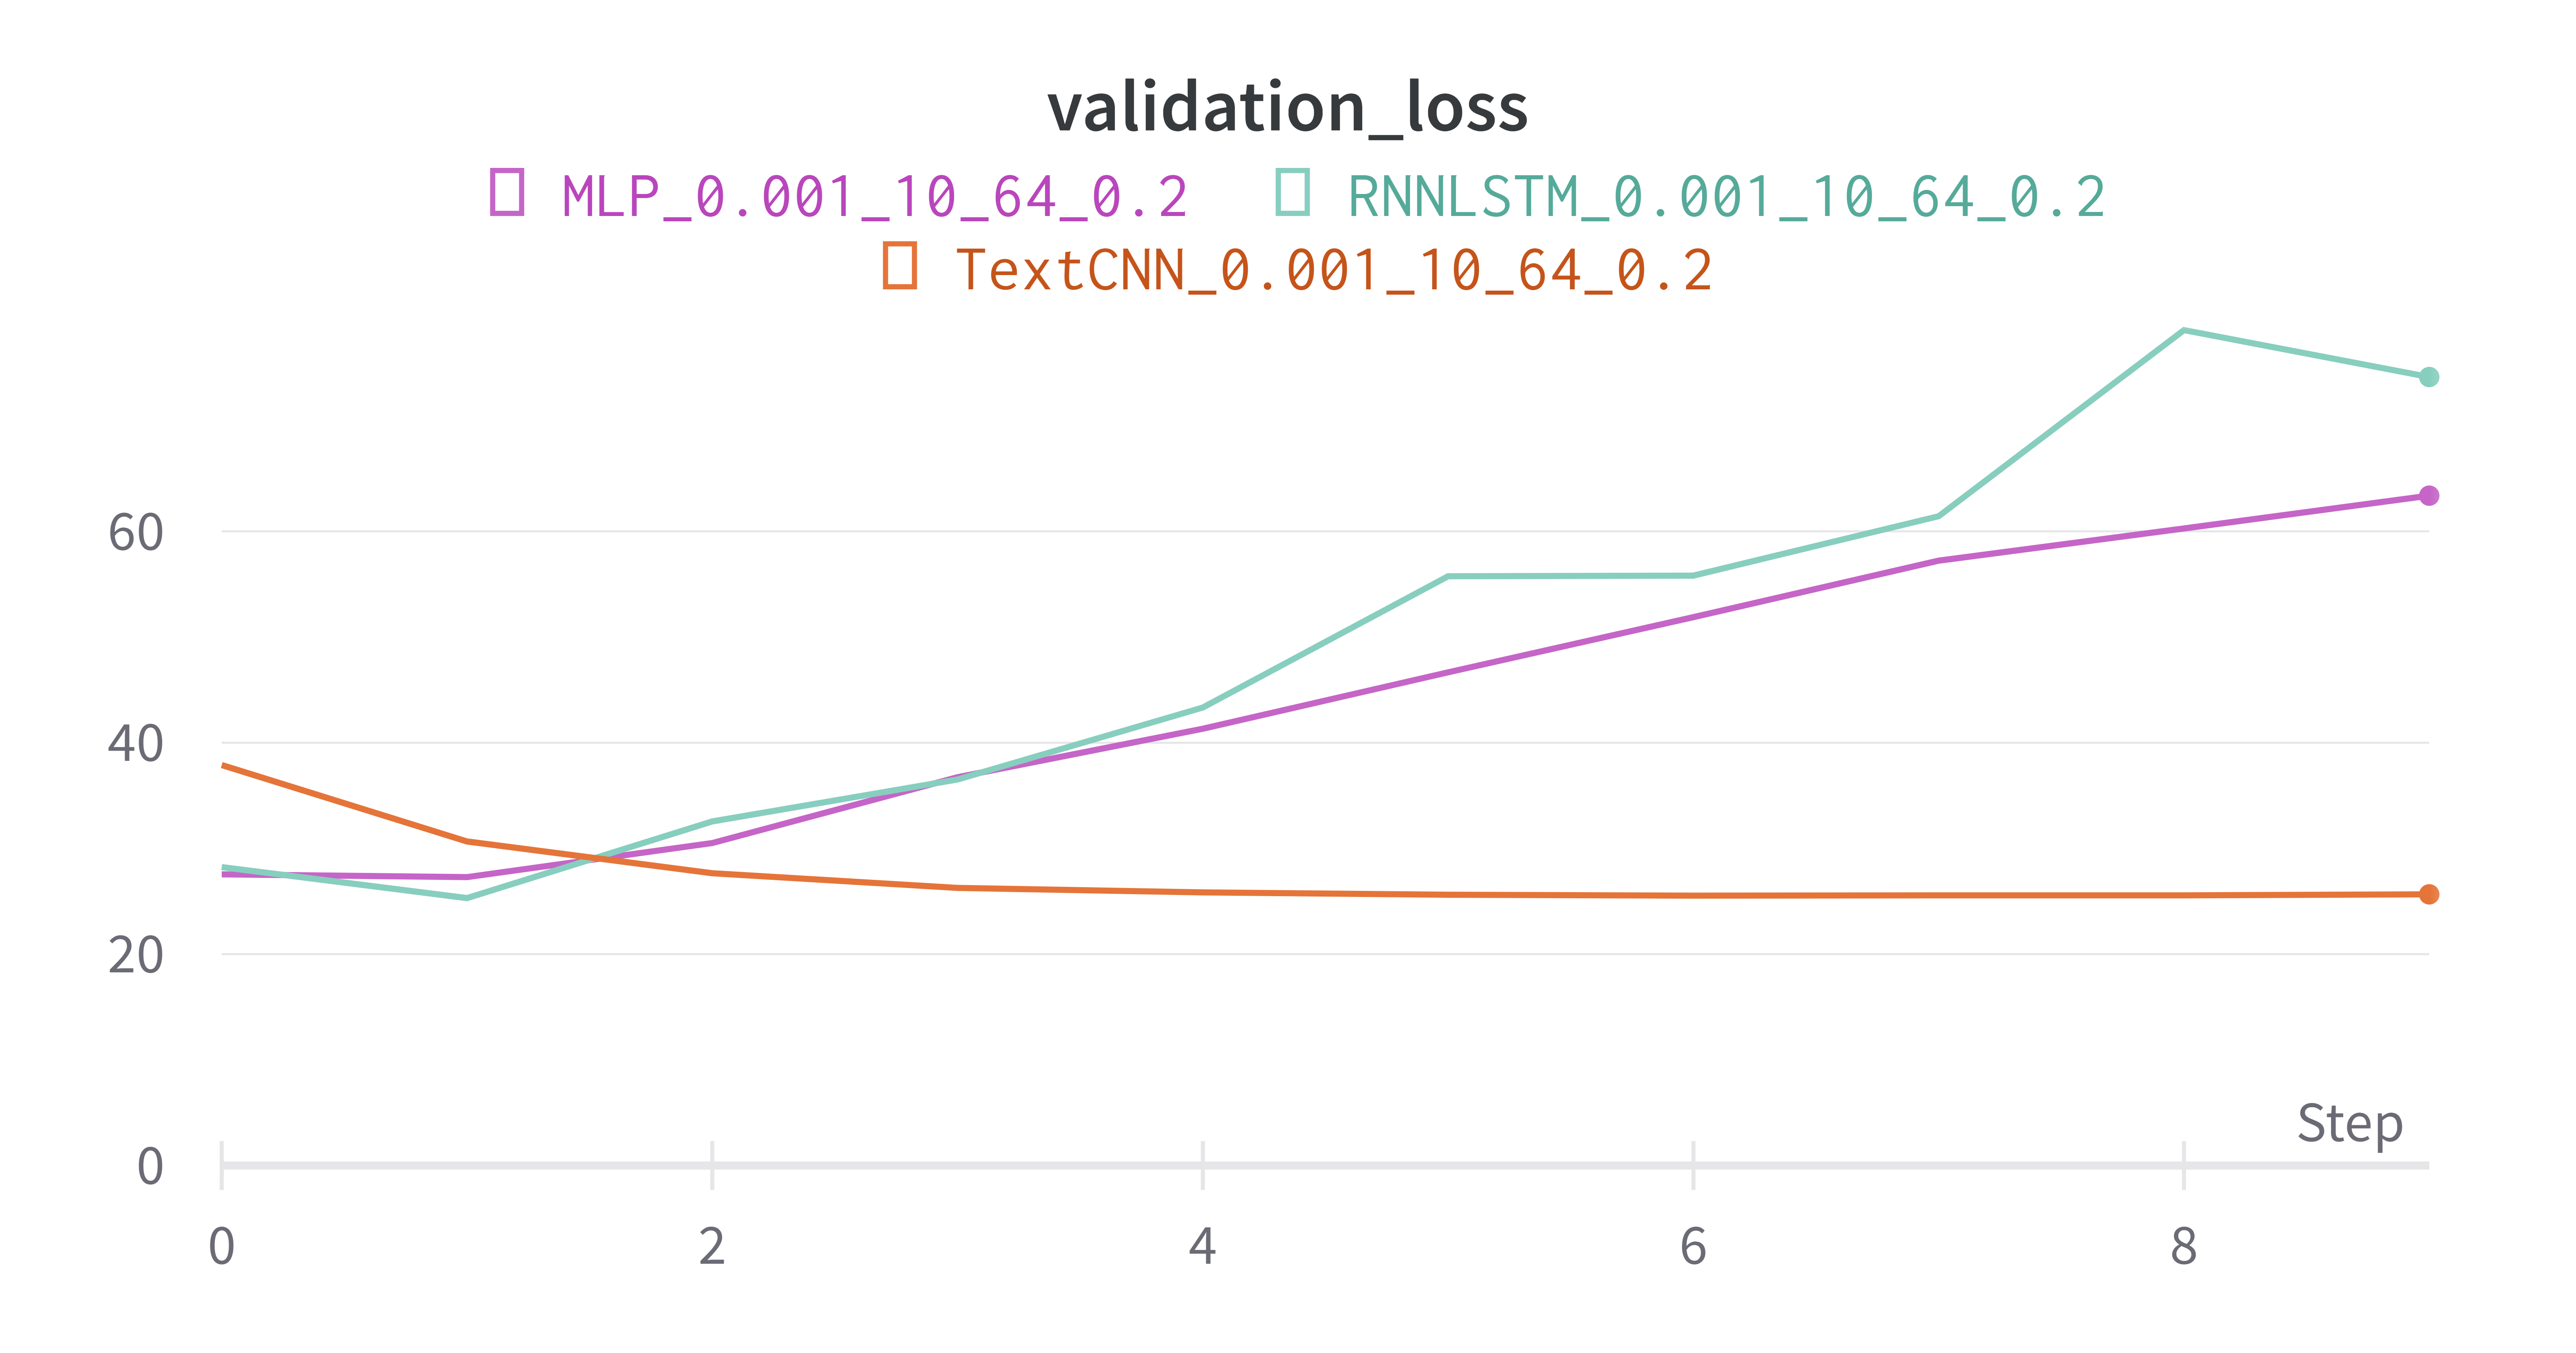 validation_loss
MLP_0.001_10_64_0.2 RNNLSTM_0.001_10_64_0.2
TextCNN_0.001_10_64_0.2
60
40
20
Step
0
0 2 4 6 8